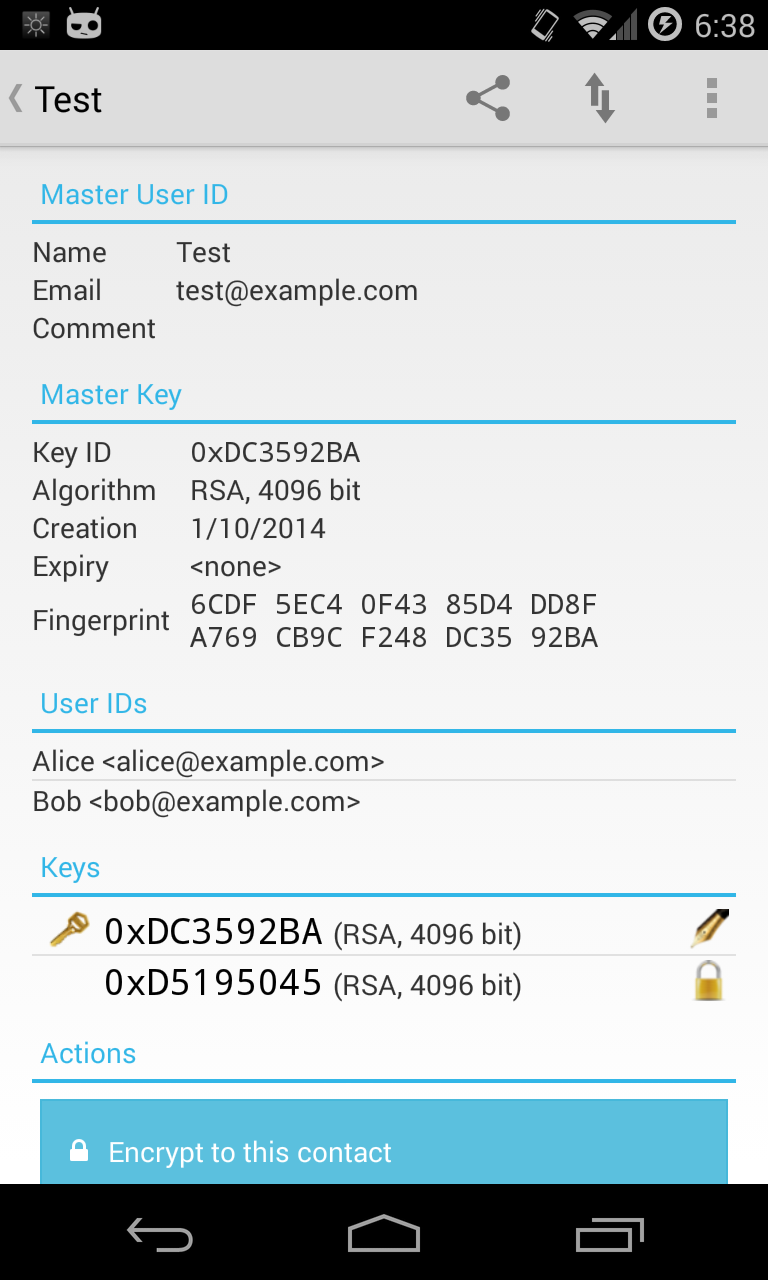 6:38
Test
Master User ID
Name Test
Email test@example.com
Comment
Master Key
Key ID 0xDC3592BA
Algorithm RSA, 4096 bit
Creation 1/10/2014
Expiry <none>
Fingerprint 6CDF 5EC4 0F43 85D4 DD8F
A769 CB9C F248 DC35 92BA
User IDs
Alice <alice@example.com>
Bob <bob@example.com>
Keys
0xDC3592BA (RSA, 4096 bit)
0xD5195045 (RSA, 4096 bit)
Actions
Encrypt to this contact